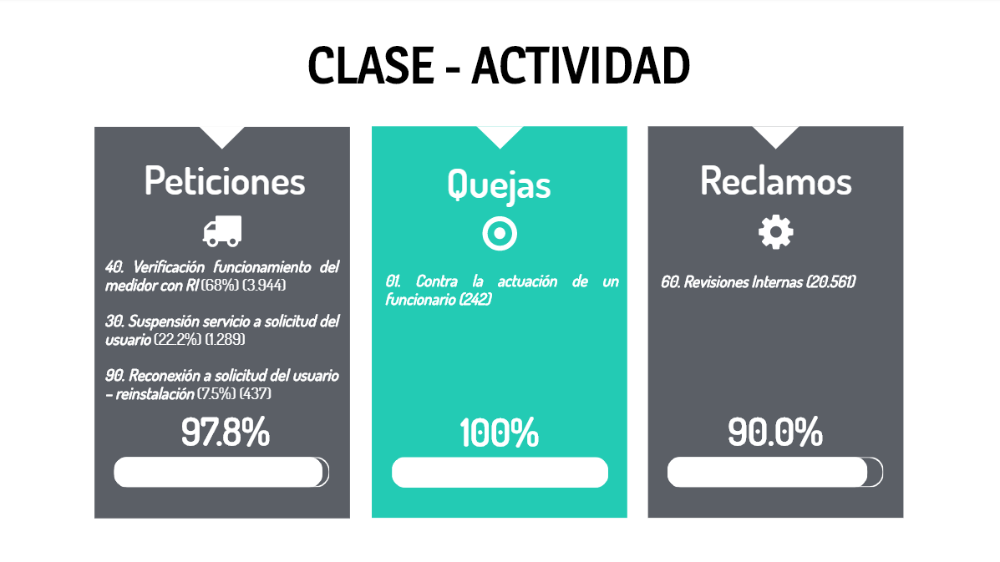 CLASE - ACTIVIDAD
Peticiones
40. Verificación funcionamiento del
medidor con RI (68%) (3.944)
30. Suspensión servicio a solicitud del
usuario (22.2%) (1.289)
90. Reconexión a solicitud del usuario
– reinstalación (7.5%) (437)
97.8%
Quejas
01. Contra la actuación de un
funcionario (242)
100%
Reclamos
60. Revisiones Internas (20.561)
90.0%